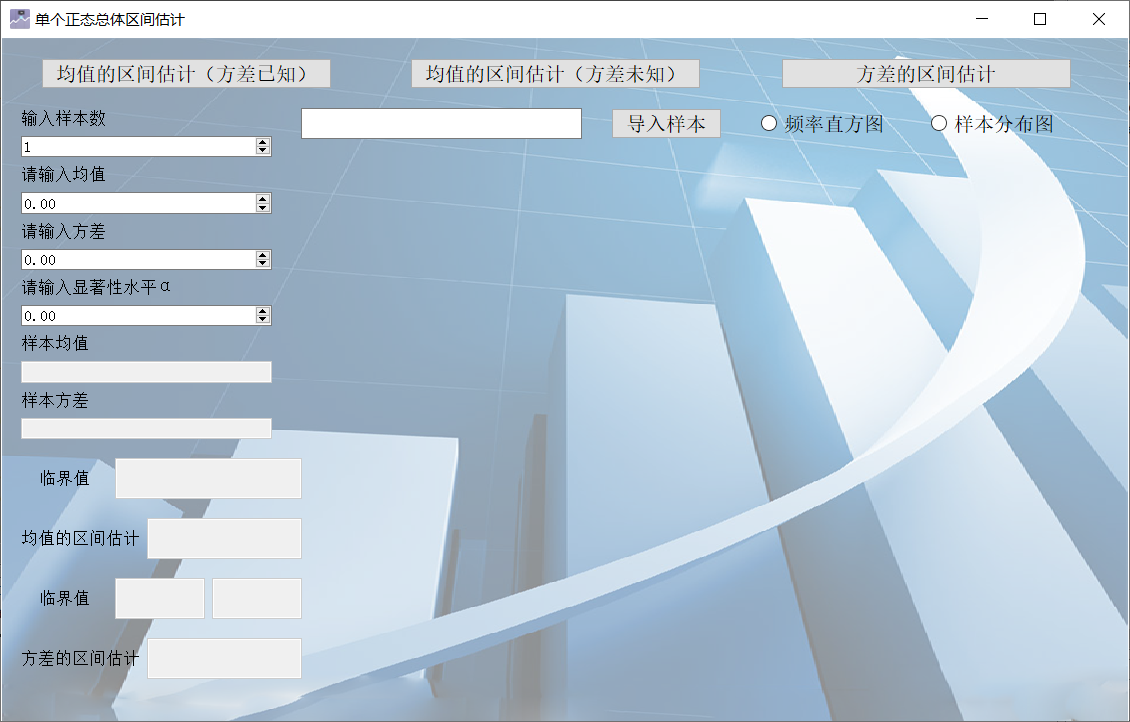 单个正态总体区间估计
均值的区间估计（方差已知）
均值的区间估计（方差未知）
方差的区间估计
输入样本数
1
导入样本
频率直方图
样本分布图
请输入均值
0.00
请输入方差
0.00
请输入显著性水平α
0.00
样本均值
样本方差
临界值
均值的区间估计
临界值
方差的区间估计